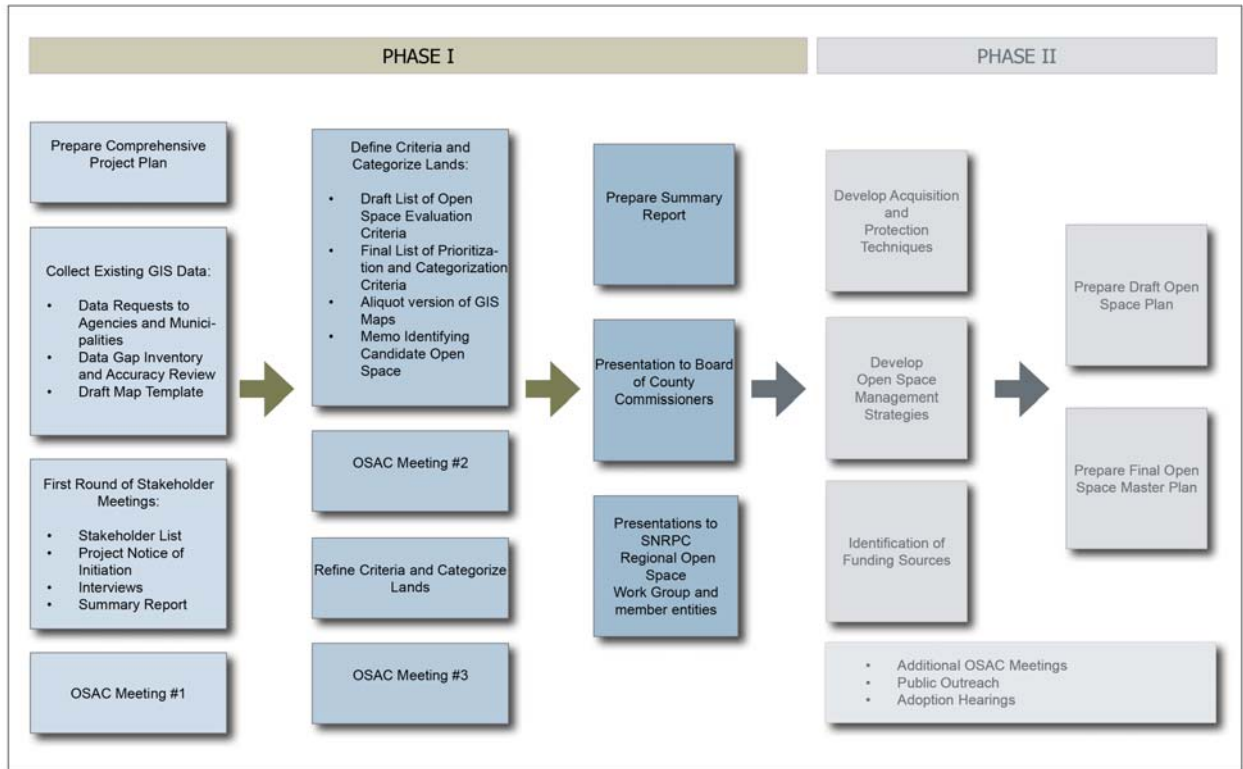 PHASE I
PHASE II
Prepare Comprehensive
Project Plan
Collect Existing GIS Data:
• Data Requests to
Agencies and Munici-
palities
• Data Gap Inventory
and Accuracy Review
• Draft Map Template
First Round of Stakeholder
Meetings:
• Stakeholder List
• Project Notice of
Initiation
• Interviews
• Summary Report
OSAC Meeting #1
Define Criteria and
Categorize Lands:
• Draft List of Open
Space Evaluation
Criteria
• Final List of Prioritiza-
tion and Categorization
Criteria
• Aliquot version of GIS
Maps
• Memo Identifying
Candidate Open
Space
OSAC Meeting #2
Refine Criteria and Categorize
Lands
OSAC Meeting #3
Prepare Summary
Report
Presentation to Board
of County
Commissioners
Presentations to
SNRPC
Regional Open
Space
Work Group and
member entities
Develop Acquisition
and
Protection
Techniques
Develop
Open Space
Management
Strategies
Identification of
Funding Sources
• Additional OSAC Meetings
• Public Outreach
• Adoption Hearings
Prepare Draft Open
Space Plan
Prepare Final Open
Space Master Plan